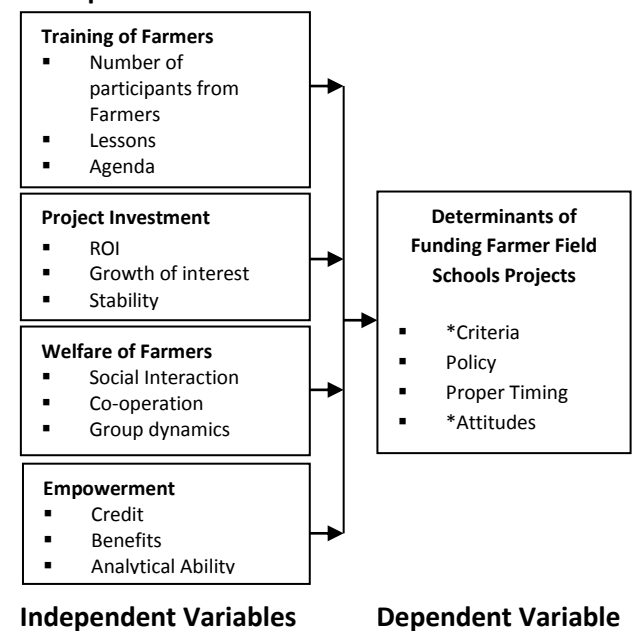 Training of Farmers
▪ Number of
participants from
Farmers
▪ Lessons
▪ Agenda
Project Investment
▪ ROI
▪ Growth of interest
▪ Stability
Welfare of Farmers
▪ Social Interaction
▪ Co-operation
▪ Group dynamics
Empowerment
▪ Credit
▪ Benefits
▪ Analytical Ability
Determinants of
Funding Farmer Field
Schools Projects
▪ *Criteria
▪ Policy
▪ Proper Timing
▪ *Attitudes
Independent Variables
Dependent Variable